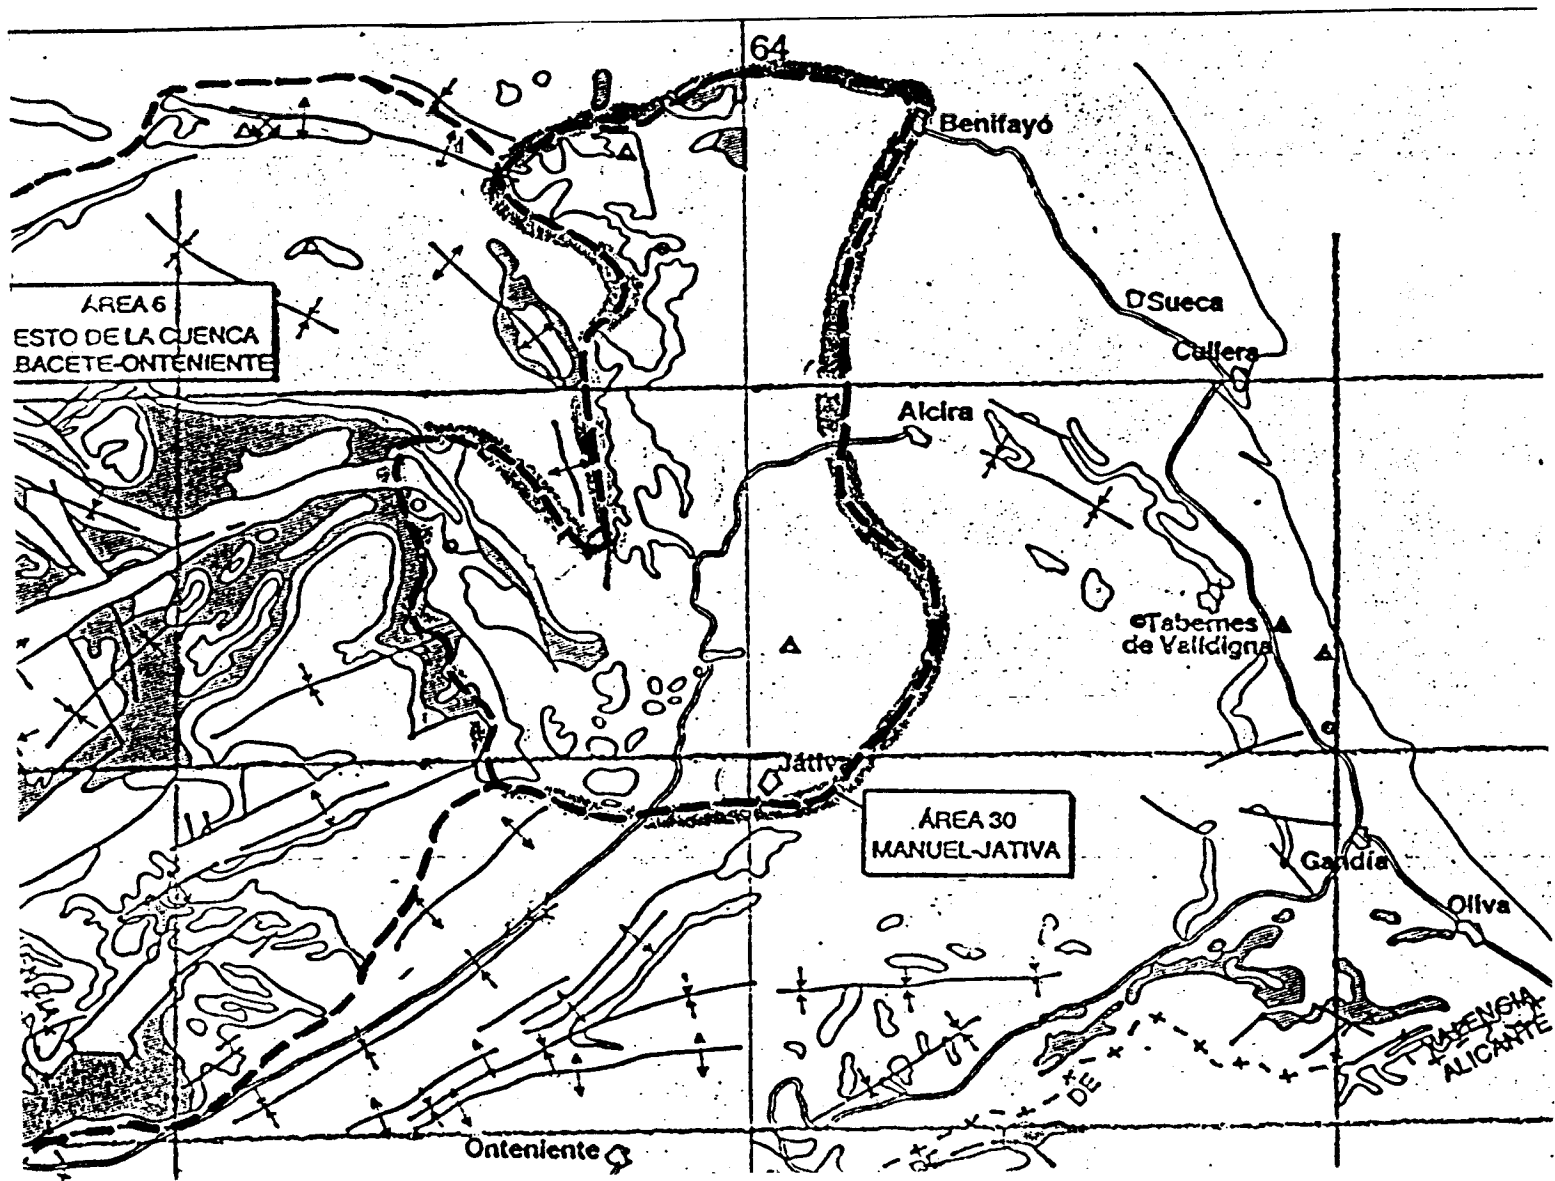 64
Benifayó
ÁREA 6
ESTO DE LA CUENCA
BACETE-ONTENIENTE
Sueca
Cullera
Alcira
Tabernes
de Valldigna
Játiva
ÁREA 30
MANUEL-JATIVA
Gandía
Oliva
VALENCIA
ALICANTE
DE
Onteniente